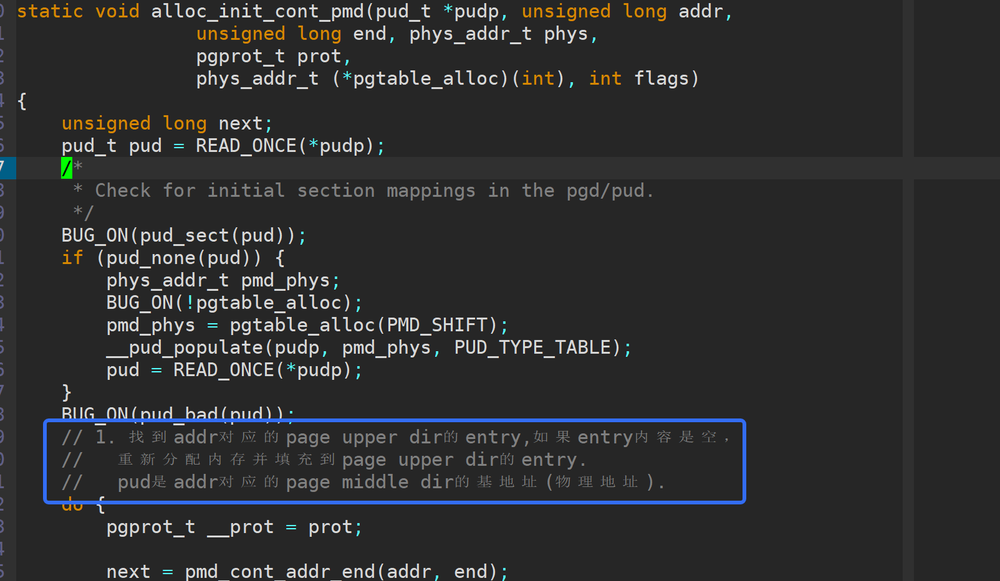 static void alloc_init_cont_pmd(pud_t *pudp, unsigned long addr,
unsigned long end, phys_addr_t phys,
pgprot_t prot,
phys_addr_t (*pgtable_alloc)(int), int flags)
{
unsigned long next;
pud_t pud = READ_ONCE(*pudp);
/*
* Check for initial section mappings in the pgd/pud.
*/
BUG_ON(pud_sect(pud));
if (pud_none(pud)) {
phys_addr_t pmd_phys;
BUG_ON(!pgtable_alloc);
pmd_phys = pgtable_alloc(PMD_SHIFT);
__pud_populate(pudp, pmd_phys, PUD_TYPE_TABLE);
pud = READ_ONCE(*pudp);
}
BUG_ON(pud_bad(pud));
// 1. 找到addr对应的page upper dir的entry,如果entry内容是空，
// 重新分配内存并填充到page upper dir的entry.
// pud是addr对应的page middle dir的基地址(物理地址).
do {
pgprot_t __prot = prot;
next = pmd_cont_addr_end(addr, end);